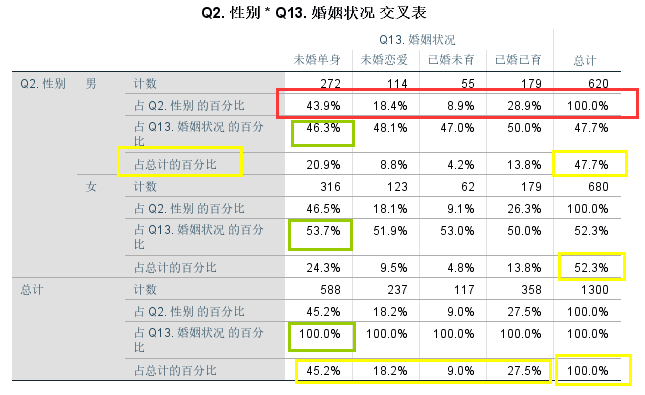 Q2. 性别 * Q13. 婚姻状况 交叉表
Q13. 婚姻状况
未婚单身 未婚恋爱 已婚未育 已婚已育 总计
Q2. 性别 男 计数 272 114 55 179 620
占 Q2. 性别 的百分比 43.9% 18.4% 8.9% 28.9% 100.0%
占 Q13. 婚姻状况 的百分比 46.3% 48.1% 47.0% 50.0% 47.7%
占总计的百分比 20.9% 8.8% 4.2% 13.8% 47.7%
女 计数 316 123 62 179 680
占 Q2. 性别 的百分比 46.5% 18.1% 9.1% 26.3% 100.0%
占 Q13. 婚姻状况 的百分比 53.7% 51.9% 53.0% 50.0% 52.3%
占总计的百分比 24.3% 9.5% 4.8% 13.8% 52.3%
总计 计数 588 237 117 358 1300
占 Q2. 性别 的百分比 45.2% 18.2% 9.0% 27.5% 100.0%
占 Q13. 婚姻状况 的百分比 100.0% 100.0% 100.0% 100.0% 100.0%
占总计的百分比 45.2% 18.2% 9.0% 27.5% 100.0%